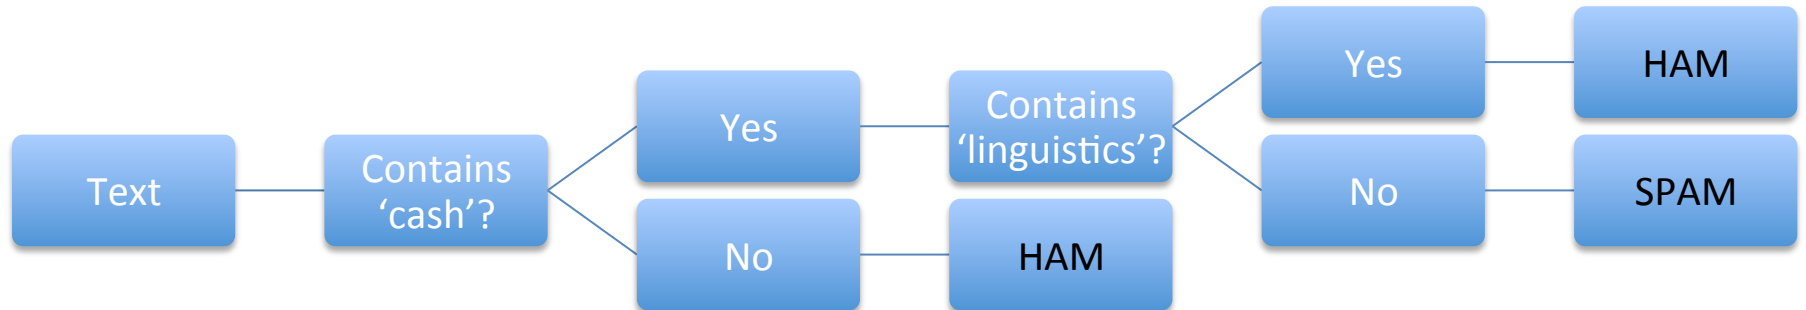 Text
Contains
‘cash’?
Yes
No
Contains
‘linguistics’?
HAM
Yes
No
HAM
SPAM